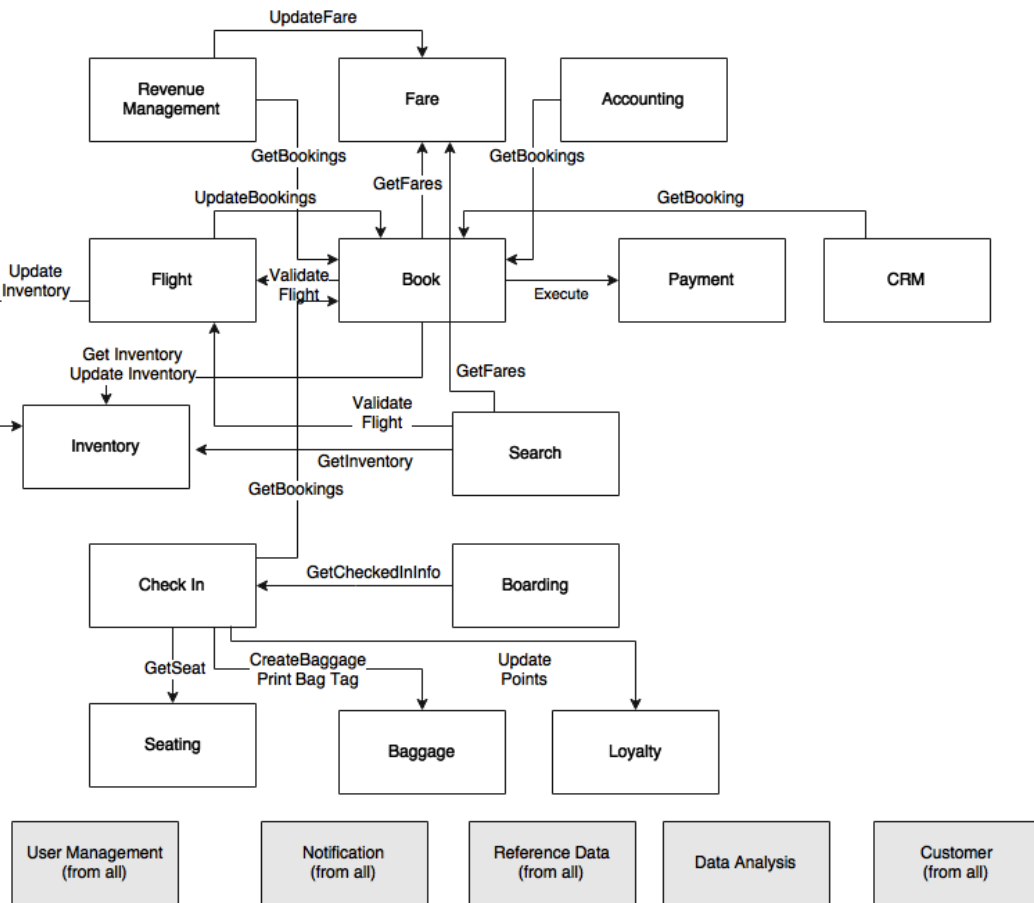 UpdateFare
Revenue
Management
Fare
Accounting
GetBookings
GetBookings
GetFares
UpdateBookings
GetBooking
Update
Inventory
Flight
Validate
Flight
Book
Execute
Payment
CRM
Get Inventory
Update Inventory
GetFares
Validate
Flight
Inventory
GetInventory
Search
GetBookings
Check In
GetCheckedInInfo
Boarding
GetSeat
CreateBaggage
Print Bag Tag
Update
Points
Seating
Baggage
Loyalty
User Management
(from all)
Notification
(from all)
Reference Data
(from all)
Data Analysis
Customer
(from all)